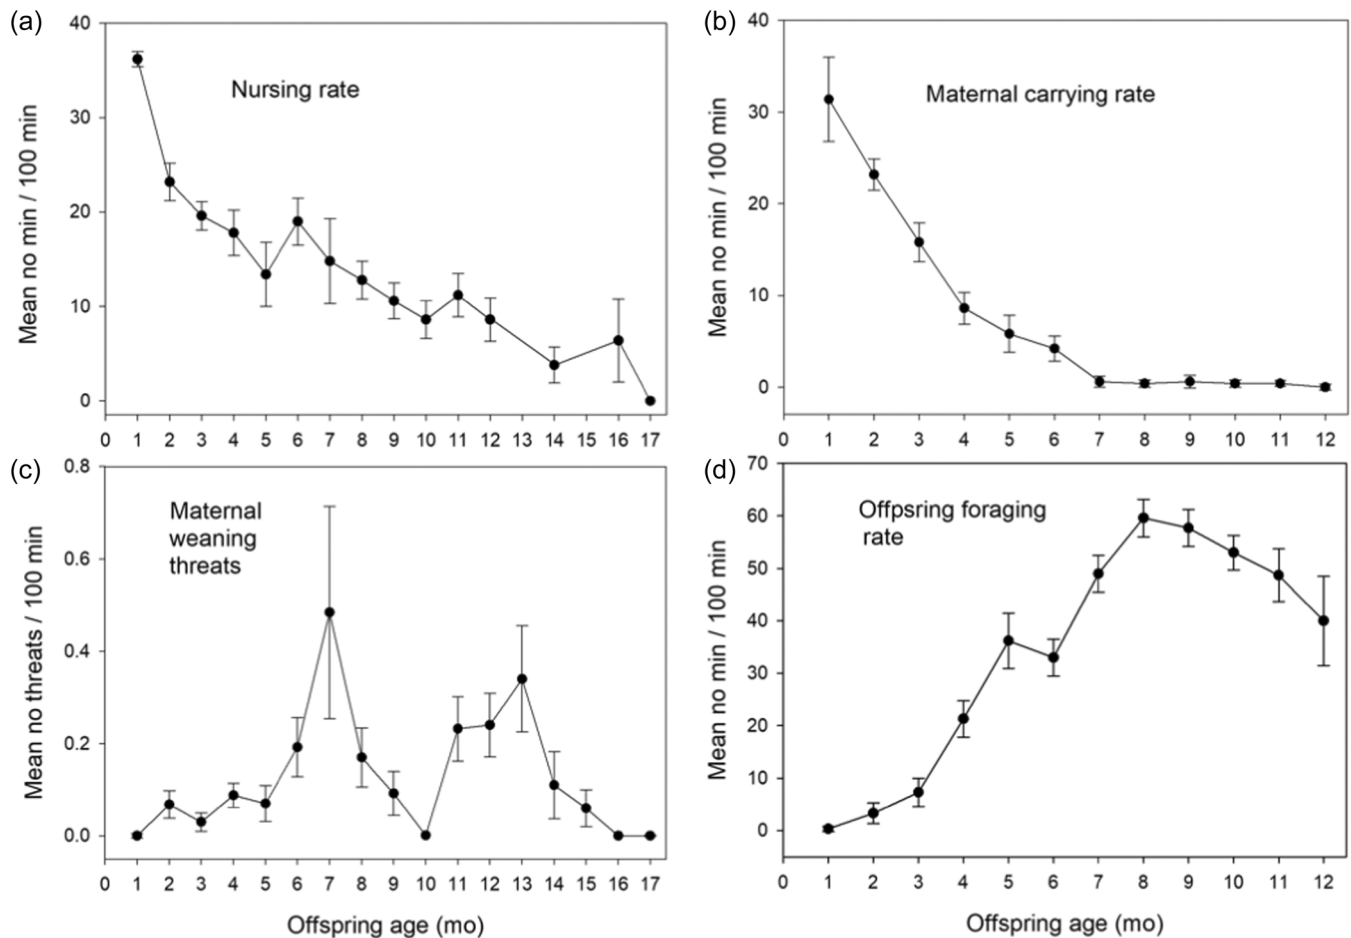 (a)
40
30
20
10
0
Mean no min / 100 min
Nursing rate
0 1 2 3 4 5 6 7 8 9 10 11 12 13 14 15 16 17
(b)
40
30
20
10
0
Mean no min / 100 min
Maternal carrying rate
0 1 2 3 4 5 6 7 8 9 10 11 12
(c)
0.8
0.6
0.4
0.2
0.0
Mean no threats / 100 min
Maternal
weaning
threats
0 1 2 3 4 5 6 7 8 9 10 11 12 13 14 15 16 17
Offspring age (mo)
(d)
70
60
50
40
30
20
10
0
Mean no min / 100 min
Offpsring foraging
rate
0 1 2 3 4 5 6 7 8 9 10 11 12
Offspring age (mo)